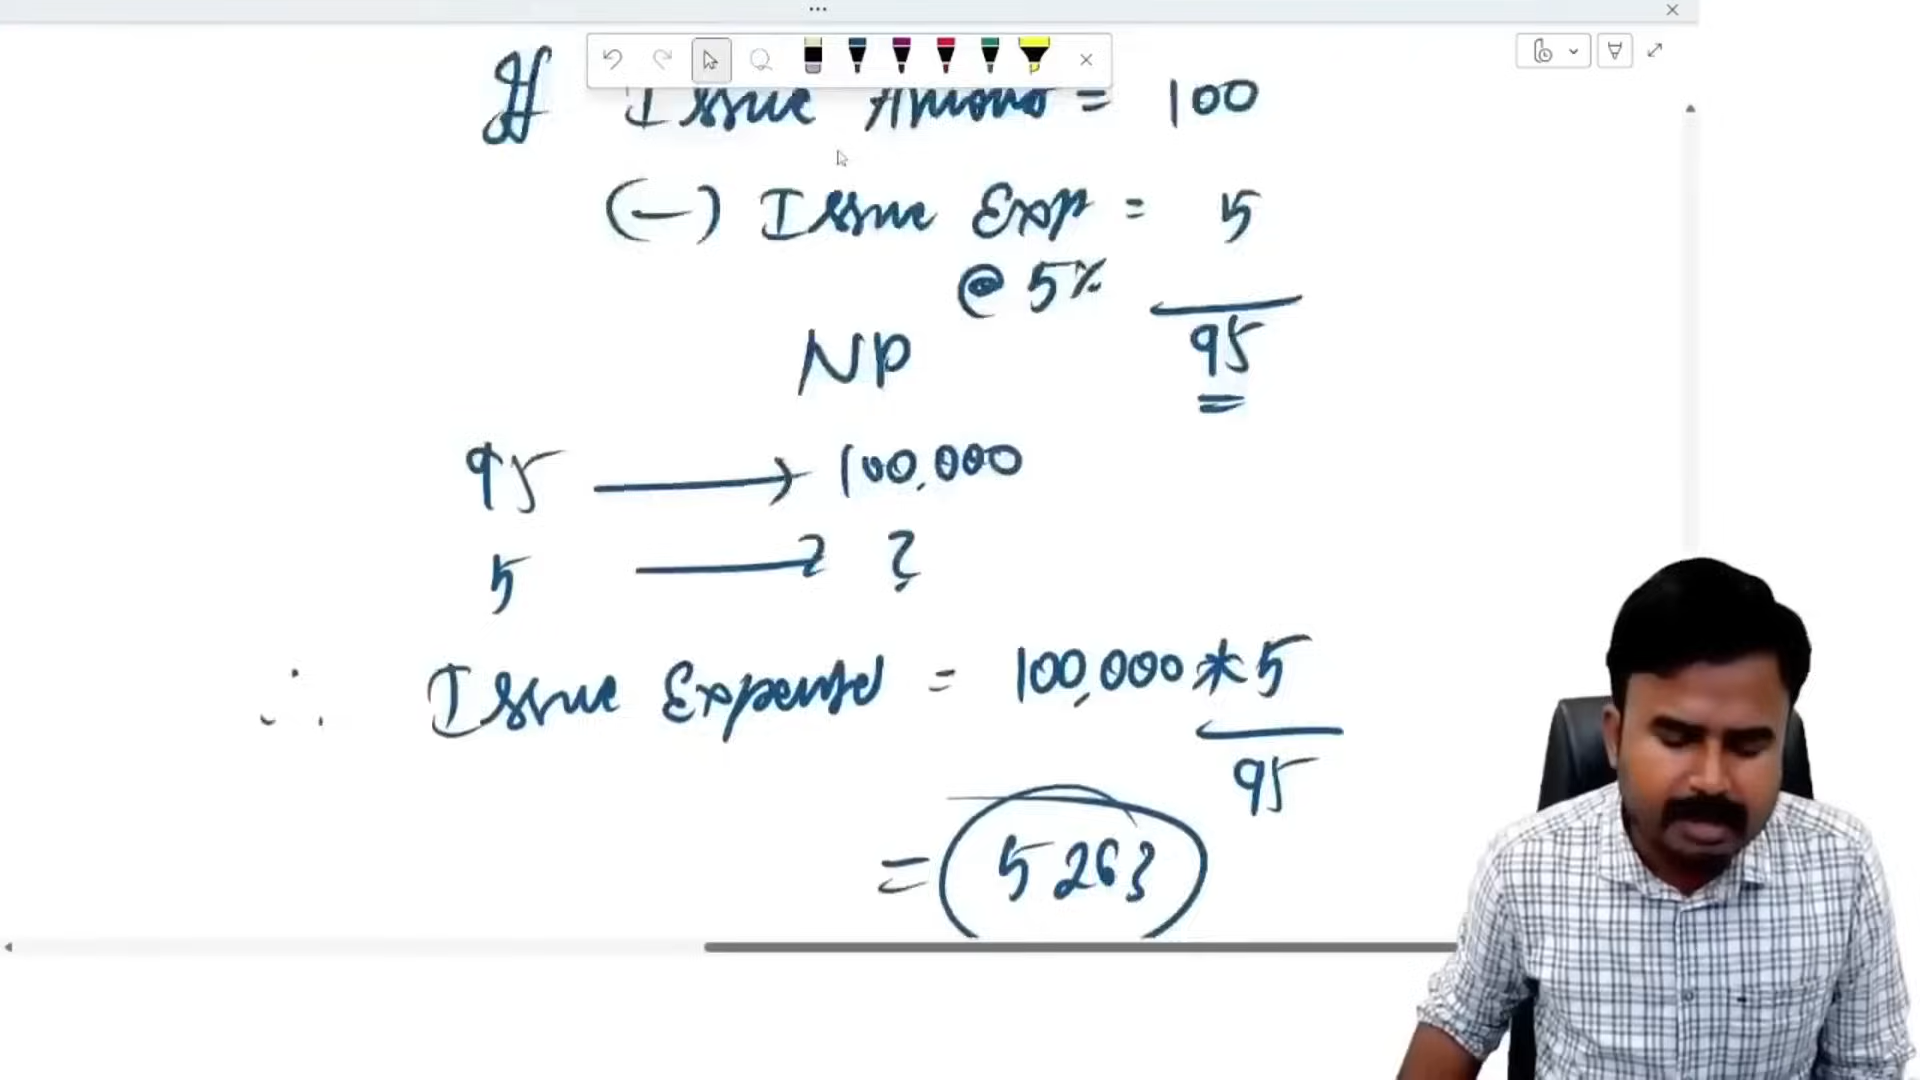 If Issue Amount = 100
(-) Issue Exp = 5
@ 5%
NP 95
95 → 100,000
5 → ?
∴ Issue Expenses = 100,000 * 5
95
= 5263